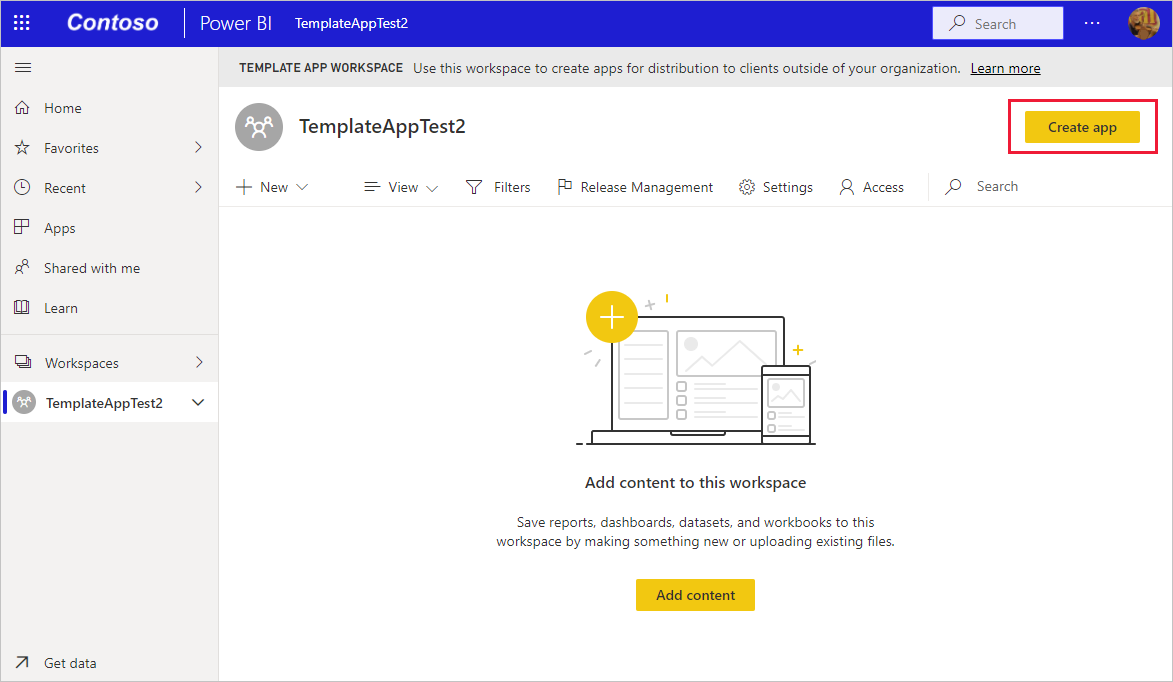 Contoso Power BI TemplateAppTest2 Search
TEMPLATE APP WORKSPACE Use this workspace to create apps for distribution to clients outside of your organization. Learn more
Home
Favorites
Recent
Apps
Shared with me
Learn
Workspaces
TemplateAppTest2
Get data
TemplateAppTest2
Create app
New View Filters Release Management Settings Access Search
Add content to this workspace
Save reports, dashboards, datasets, and workbooks to this
workspace by making something new or uploading existing files.
Add content